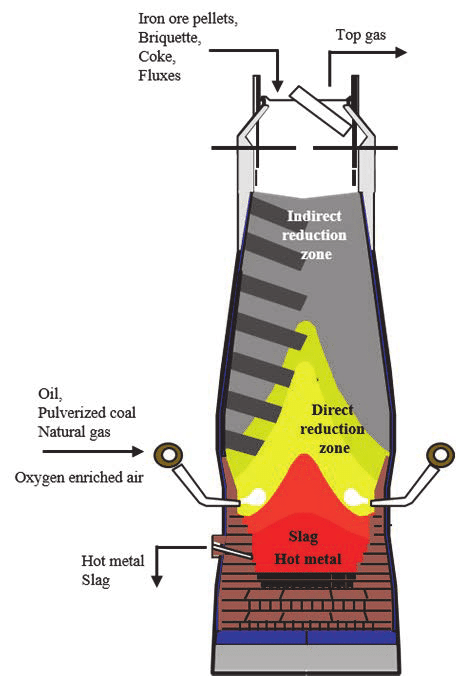 Iron ore pellets,
Briquette,
Coke,
Fluxes
Top gas
Indirect
reduction
zone
Oil,
Pulverized coal
Natural gas
Oxygen enriched air
Direct
reduction
zone
Slag
Hot metal
Hot metal
Slag